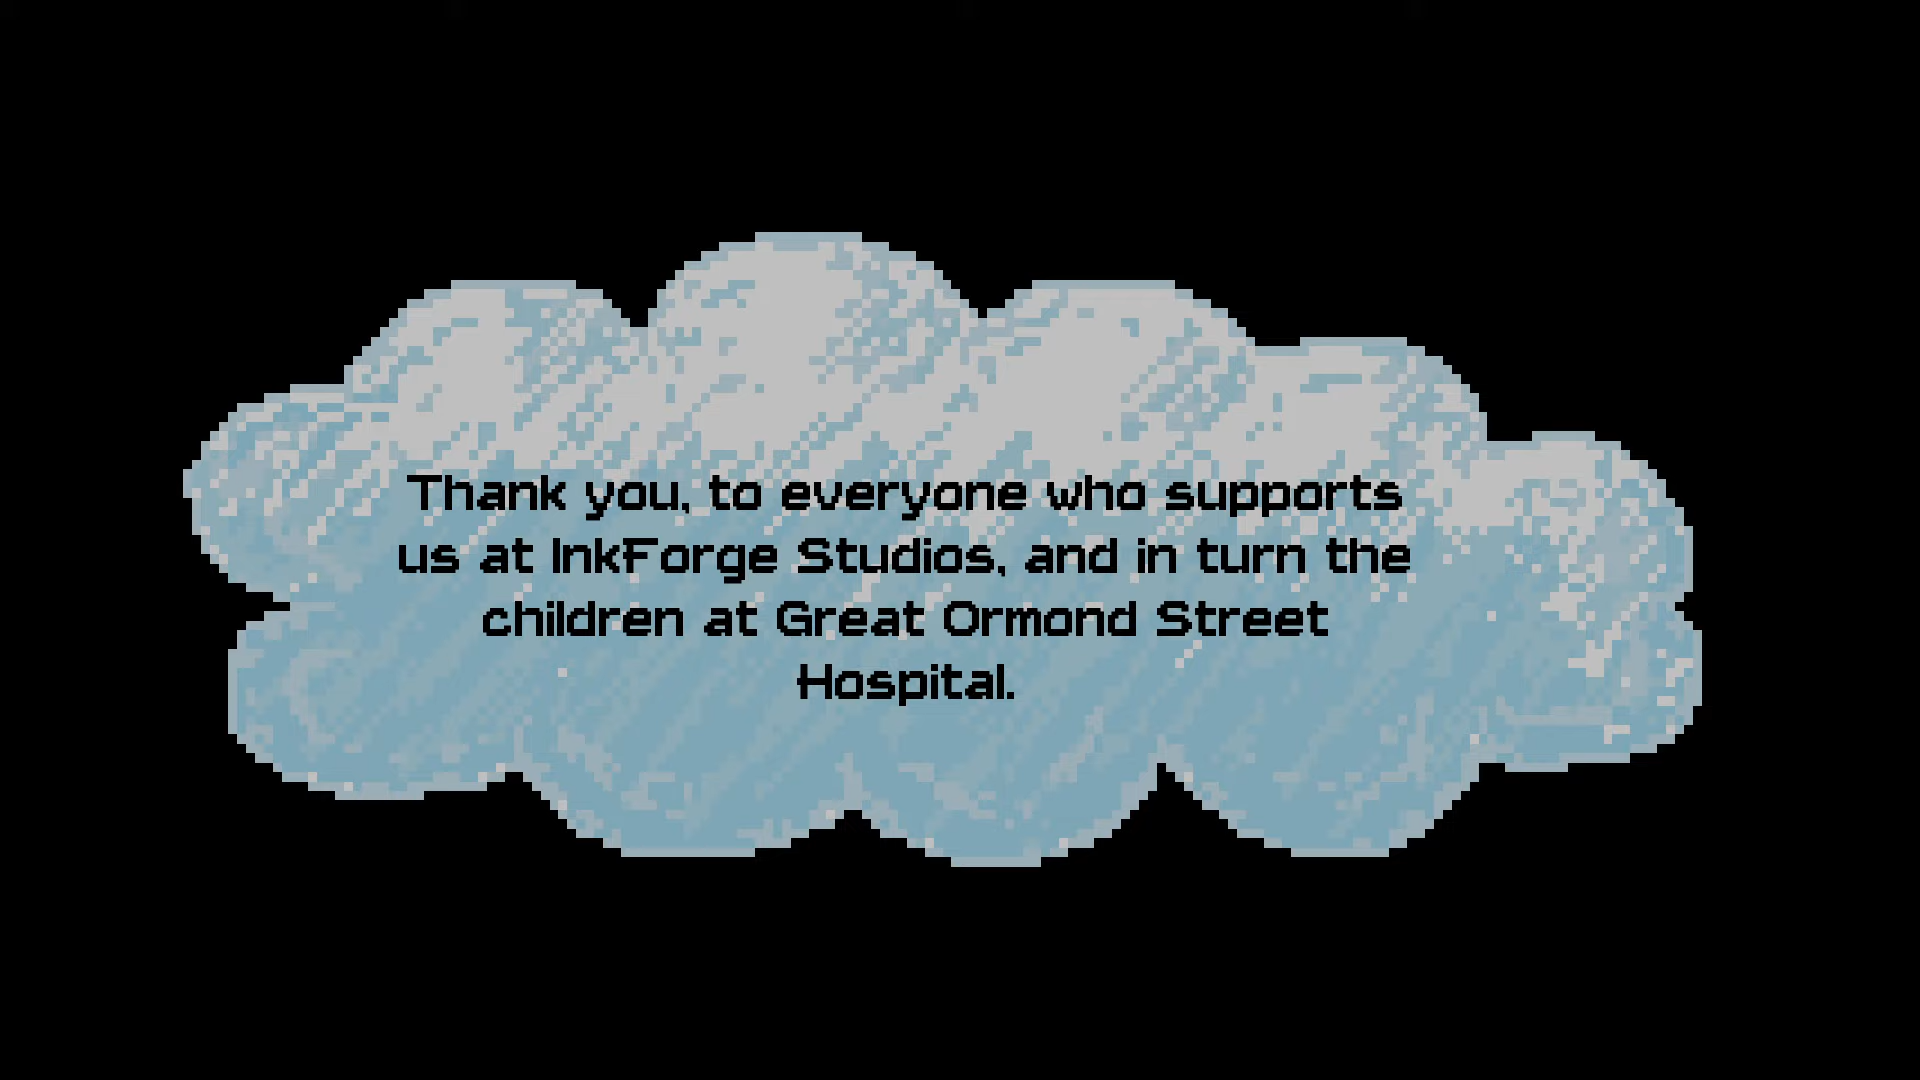 Thank you, to everyone who supports
us at InkForge Studios, and in turn the
children at Great Ormond Street
Hospital.